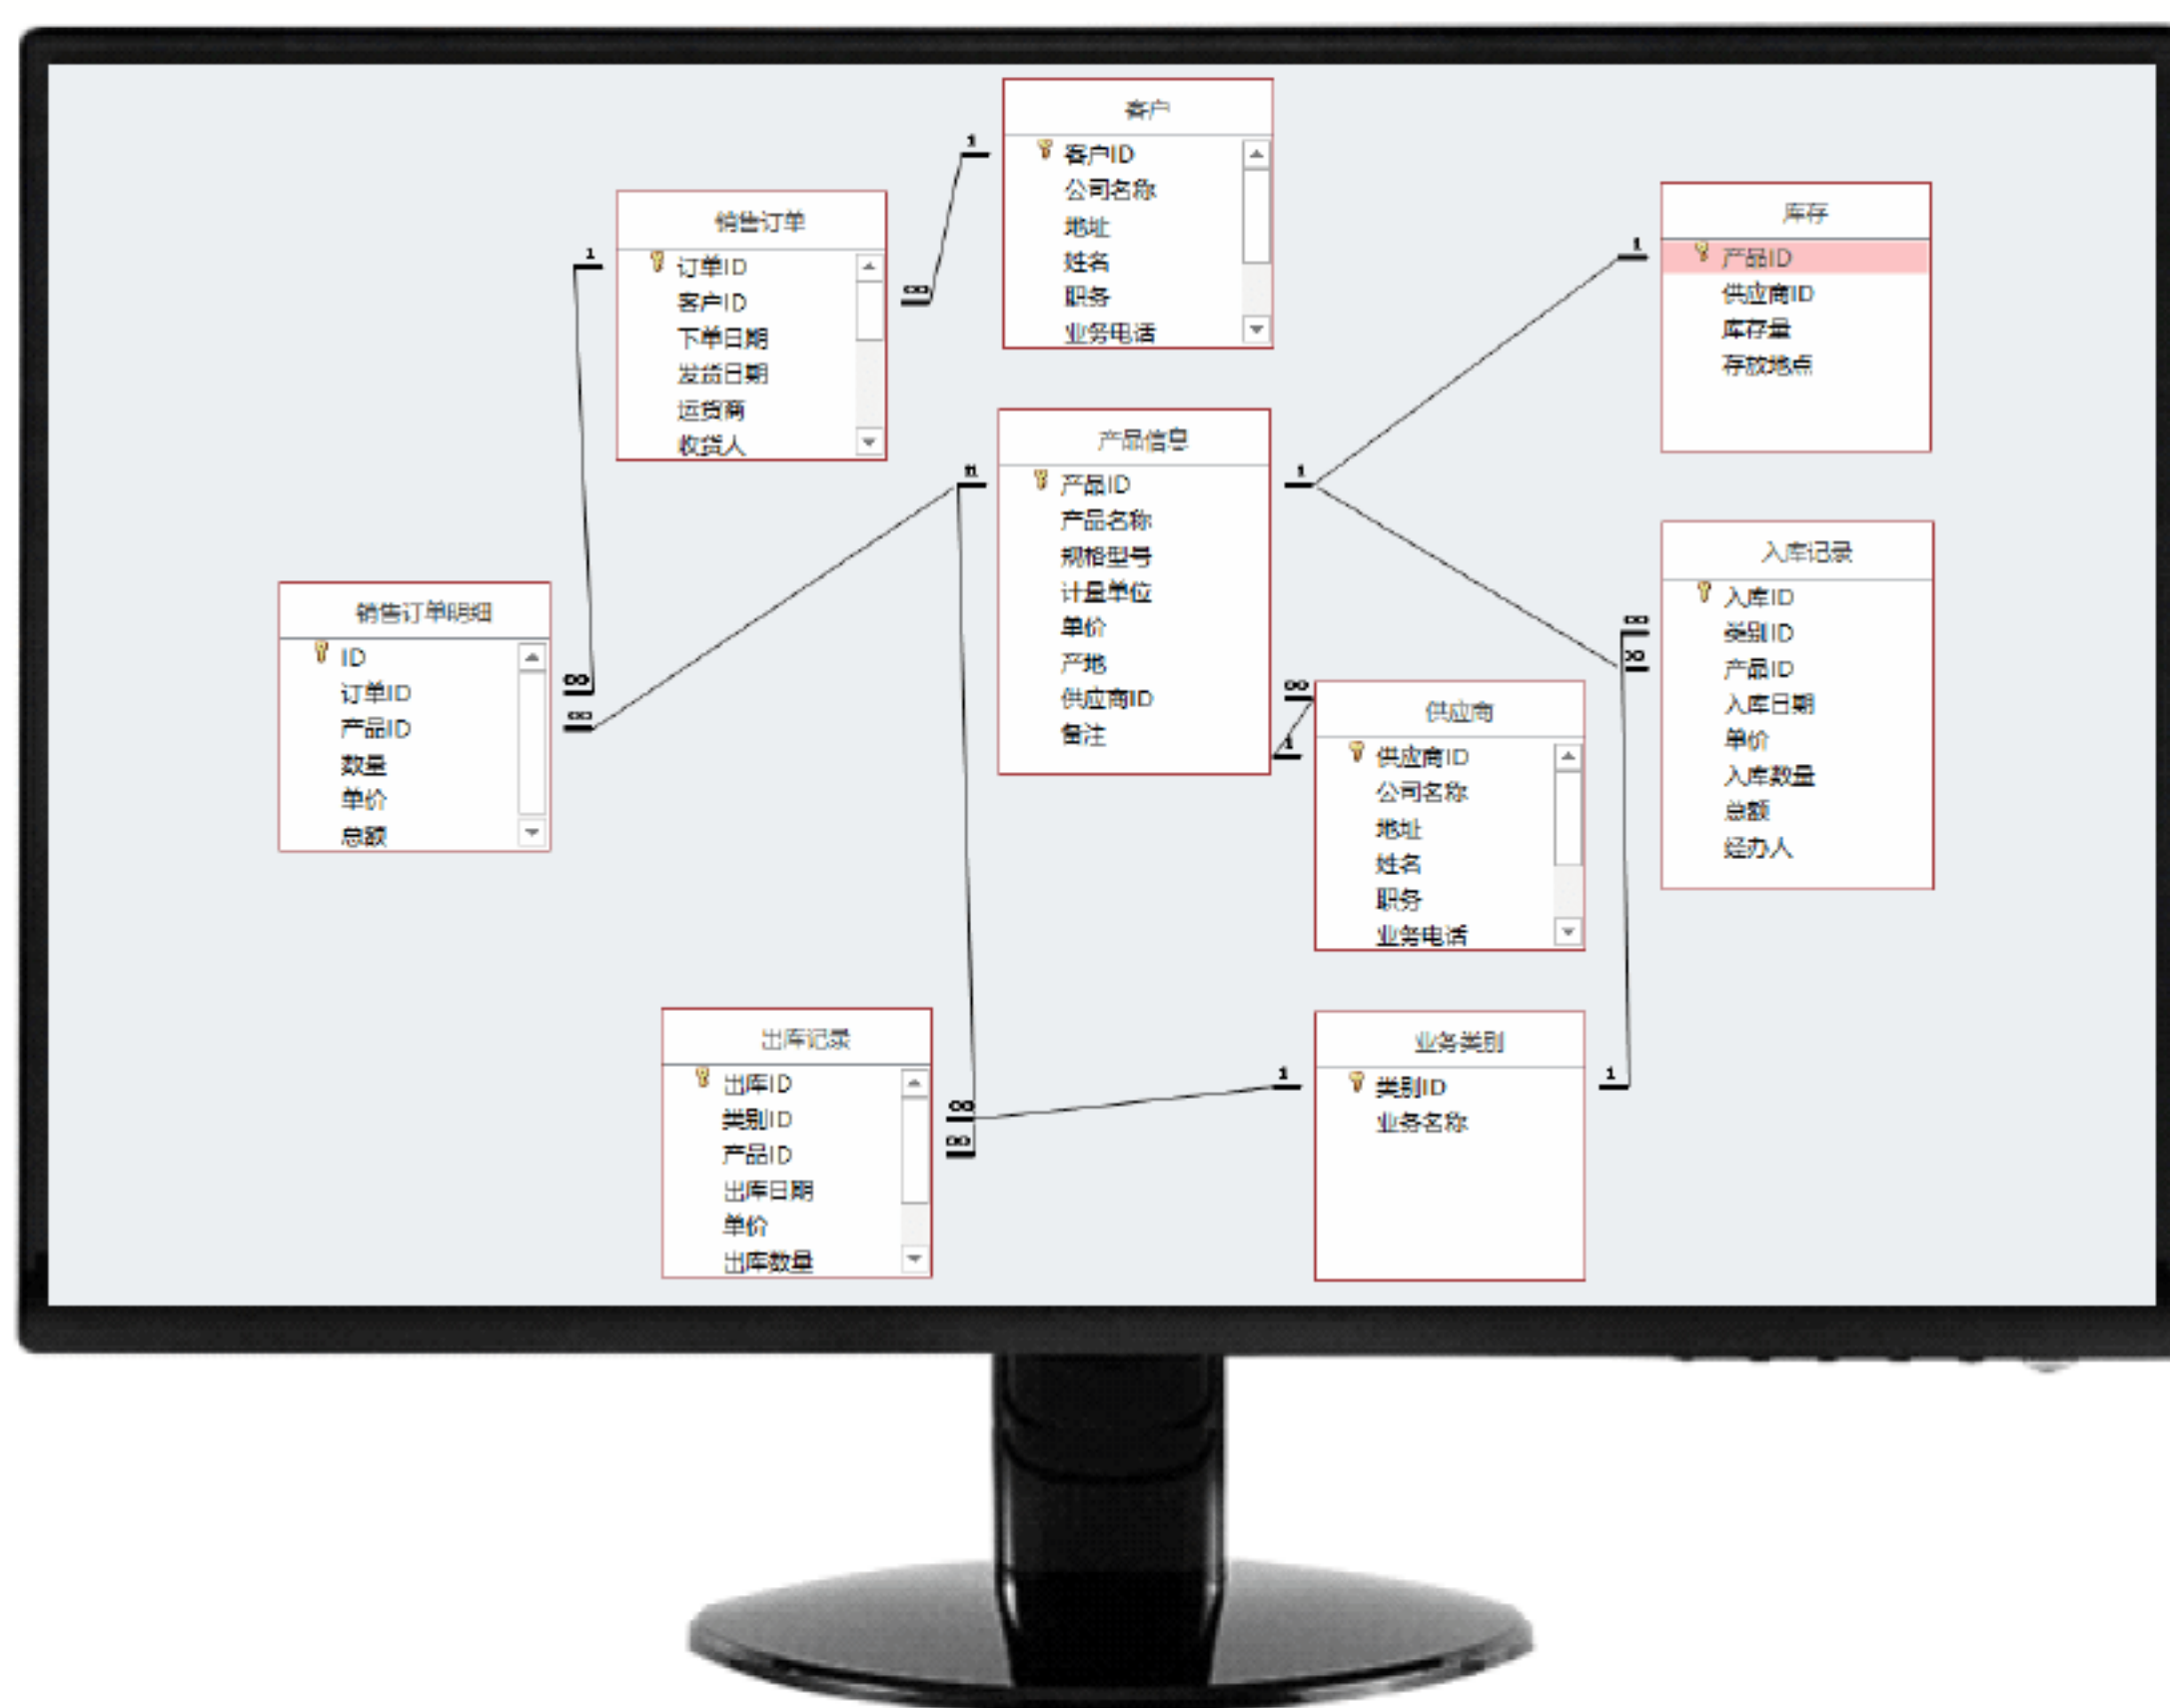 客户
客户ID
公司名称
地址
姓名
职务
业务电话
1
∞
销售订单
订单ID
客户ID
下单日期
发货日期
运货商
收货人
1
∞
库存
产品ID
供应商ID
库存量
存放地点
1
产品信息
产品ID
产品名称
规格型号
计量单位
单价
产地
供应商ID
备注
1
∞
入库记录
入库ID
类别ID
产品ID
入库日期
单价
入库数量
总额
经办人
∞
∞
销售订单明细
ID
订单ID
产品ID
数量
单价
总额
∞
供应商
供应商ID
公司名称
地址
姓名
职务
业务电话
1
出库记录
出库ID
类别ID
产品ID
出库日期
单价
出库数量
∞
∞
业务类别
类别ID
业务名称
1
1